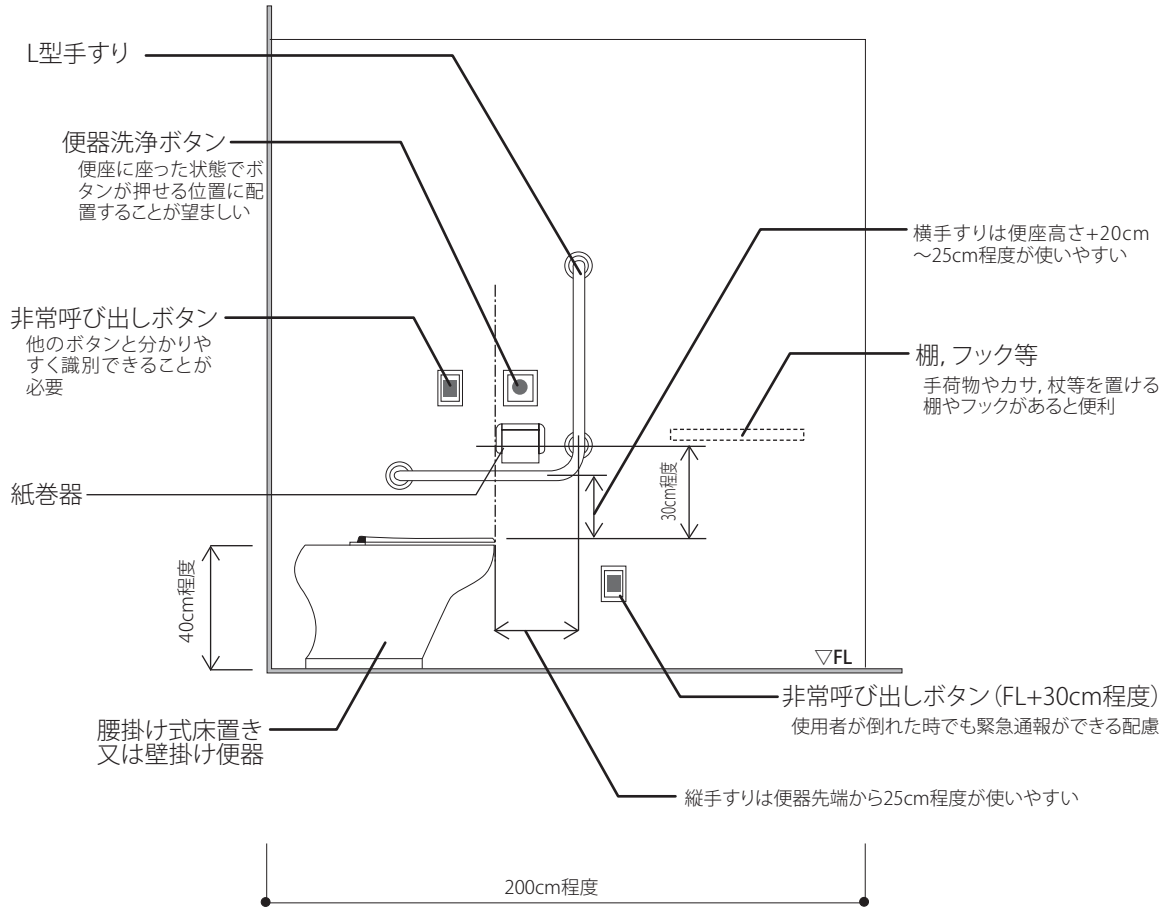 L型手すり
便器洗浄ボタン
便座に座った状態でボ
タンが押せる位置に配
置することが望ましい
非常呼び出しボタン
他のボタンと分かりや
すく識別できることが
必要
紙巻器
40cm程度
腰掛け式床置き
又は壁掛け便器
横手すりは便座高さ+20cm
〜25cm程度が使いやすい
棚, フック等
手荷物やカサ, 杖等を置ける
棚やフックがあると便利
30cm程度
▽FL
非常呼び出しボタン(FL+30cm程度)
使用者が倒れた時でも緊急通報ができる配慮
縦手すりは便器先端から25cm程度が使いやすい
200cm程度